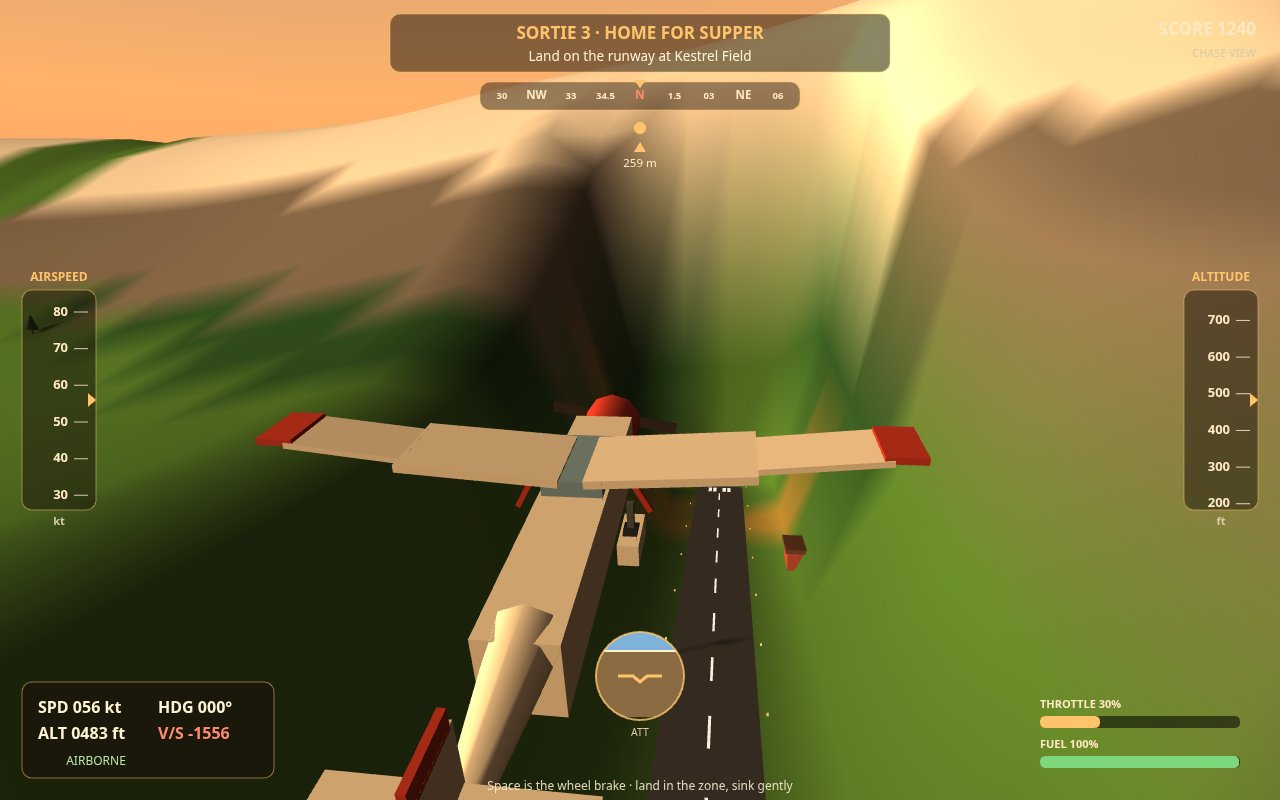 SORTIE 3 · HOME FOR SUPPER
Land on the runway at Kestrel Field
SCORE 1240
CHASE VIEW
30 NW 33 34.5 N 1.5 03 NE 06
259 m
AIRSPEED
80
70
60
50
40
30
kt
ALTITUDE
700
600
500
400
300
200
ft
SPD 056 kt HDG 000°
ALT 0483 ft V/S -1556
AIRBORNE
ATT
THROTTLE 30%
FUEL 100%
Space is the wheel brake · land in the zone, sink gently